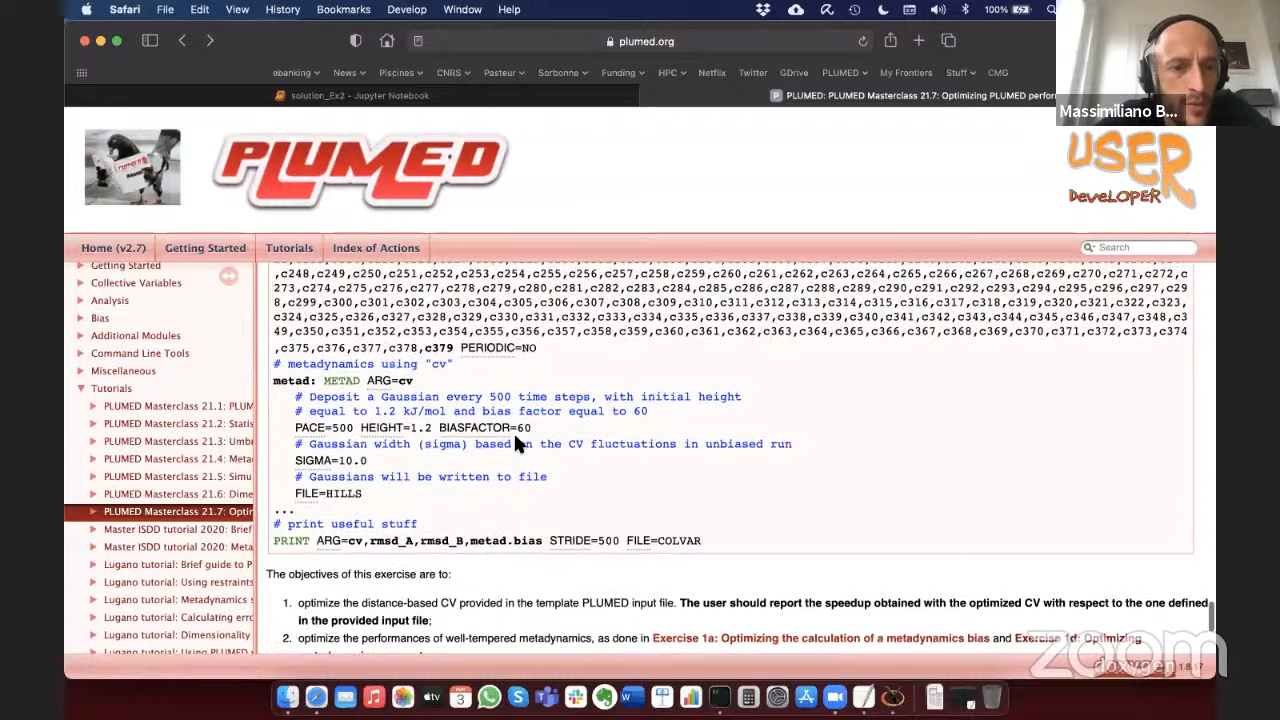 Safari File Edit View History Bookmarks Develop Window Help 100%
plumed.org
ebanking News Piscines CNRS Pasteur Sorbonne Funding HPC Netflix Twitter GDrive PLUMED My Frontiers Stuff CMG
solution_Ex2 – Jupyter Notebook
P PLUMED: PLUMED Masterclass 21.7: Optimizing PLUMED perfor
Massimiliano B...
PLUMED
USER
DEVELOPER
Home (v2.7) Getting Started Tutorials Index of Actions
Search
Getting Started
Collective Variables
Analysis
Bias
Additional Modules
Command Line Tools
Miscellaneous
Tutorials
PLUMED Masterclass 21.1: PLUM
PLUMED Masterclass 21.2: Statis
PLUMED Masterclass 21.3: Umbr
PLUMED Masterclass 21.4: Meta
PLUMED Masterclass 21.5: Simu
PLUMED Masterclass 21.6: Dime
PLUMED Masterclass 21.7: Optir
Master ISDD tutorial 2020: Brief
Master ISDD tutorial 2020: Meta
Lugano tutorial: Brief guide to P
Lugano tutorial: Using restraints
Lugano tutorial: Metadynamics s
Lugano tutorial: Calculating erro
Lugano tutorial: Dimensionality
Lugano tutorial: Using PLUMED
,c248,c249,c250,c251,c252,c253,c254,c255,c256,c257,c258,c259,c260,c261,c262,c263,c264,c265,c266,c267,c268,c269,c270,c271,c272,c
273,c274,c275,c276,c277,c278,c279,c280,c281,c282,c283,c284,c285,c286,c287,c288,c289,c290,c291,c292,c293,c294,c295,c296,c297,c29
8,c299,c300,c301,c302,c303,c304,c305,c306,c307,c308,c309,c310,c311,c312,c313,c314,c315,c316,c317,c318,c319,c320,c321,c322,c323,
c324,c325,c326,c327,c328,c329,c330,c331,c332,c333,c334,c335,c336,c337,c338,c339,c340,c341,c342,c343,c344,c345,c346,c347,c348,c3
49,c350,c351,c352,c353,c354,c355,c356,c357,c358,c359,c360,c361,c362,c363,c364,c365,c366,c367,c368,c369,c370,c371,c372,c373,c374
,c375,c376,c377,c378,c379 PERIODIC=NO
# metadynamics using "cv"
metad: METAD ARG=cv
# Deposit a Gaussian every 500 time steps, with initial height
# equal to 1.2 kJ/mol and bias factor equal to 60
PACE=500 HEIGHT=1.2 BIASFACTOR=60
# Gaussian width (sigma) based on the CV fluctuations in unbiased run
SIGMA=10.0
# Gaussians will be written to file
FILE=HILLS
...
# print useful stuff
PRINT ARG=cv,rmsd_A,rmsd_B,metad.bias STRIDE=500 FILE=COLVAR
The objectives of this exercise are to:
1. optimize the distance-based CV provided in the template PLUMED input file. The user should report the speedup obtained with the optimized CV with respect to the one defined
in the provided input file;
2. optimize the performances of well-tempered metadynamics, as done in Exercise 1a: Optimizing the calculation of a metadynamics bias and Exercise 1d: Optimizing
zoom
doxygen 1.8.17